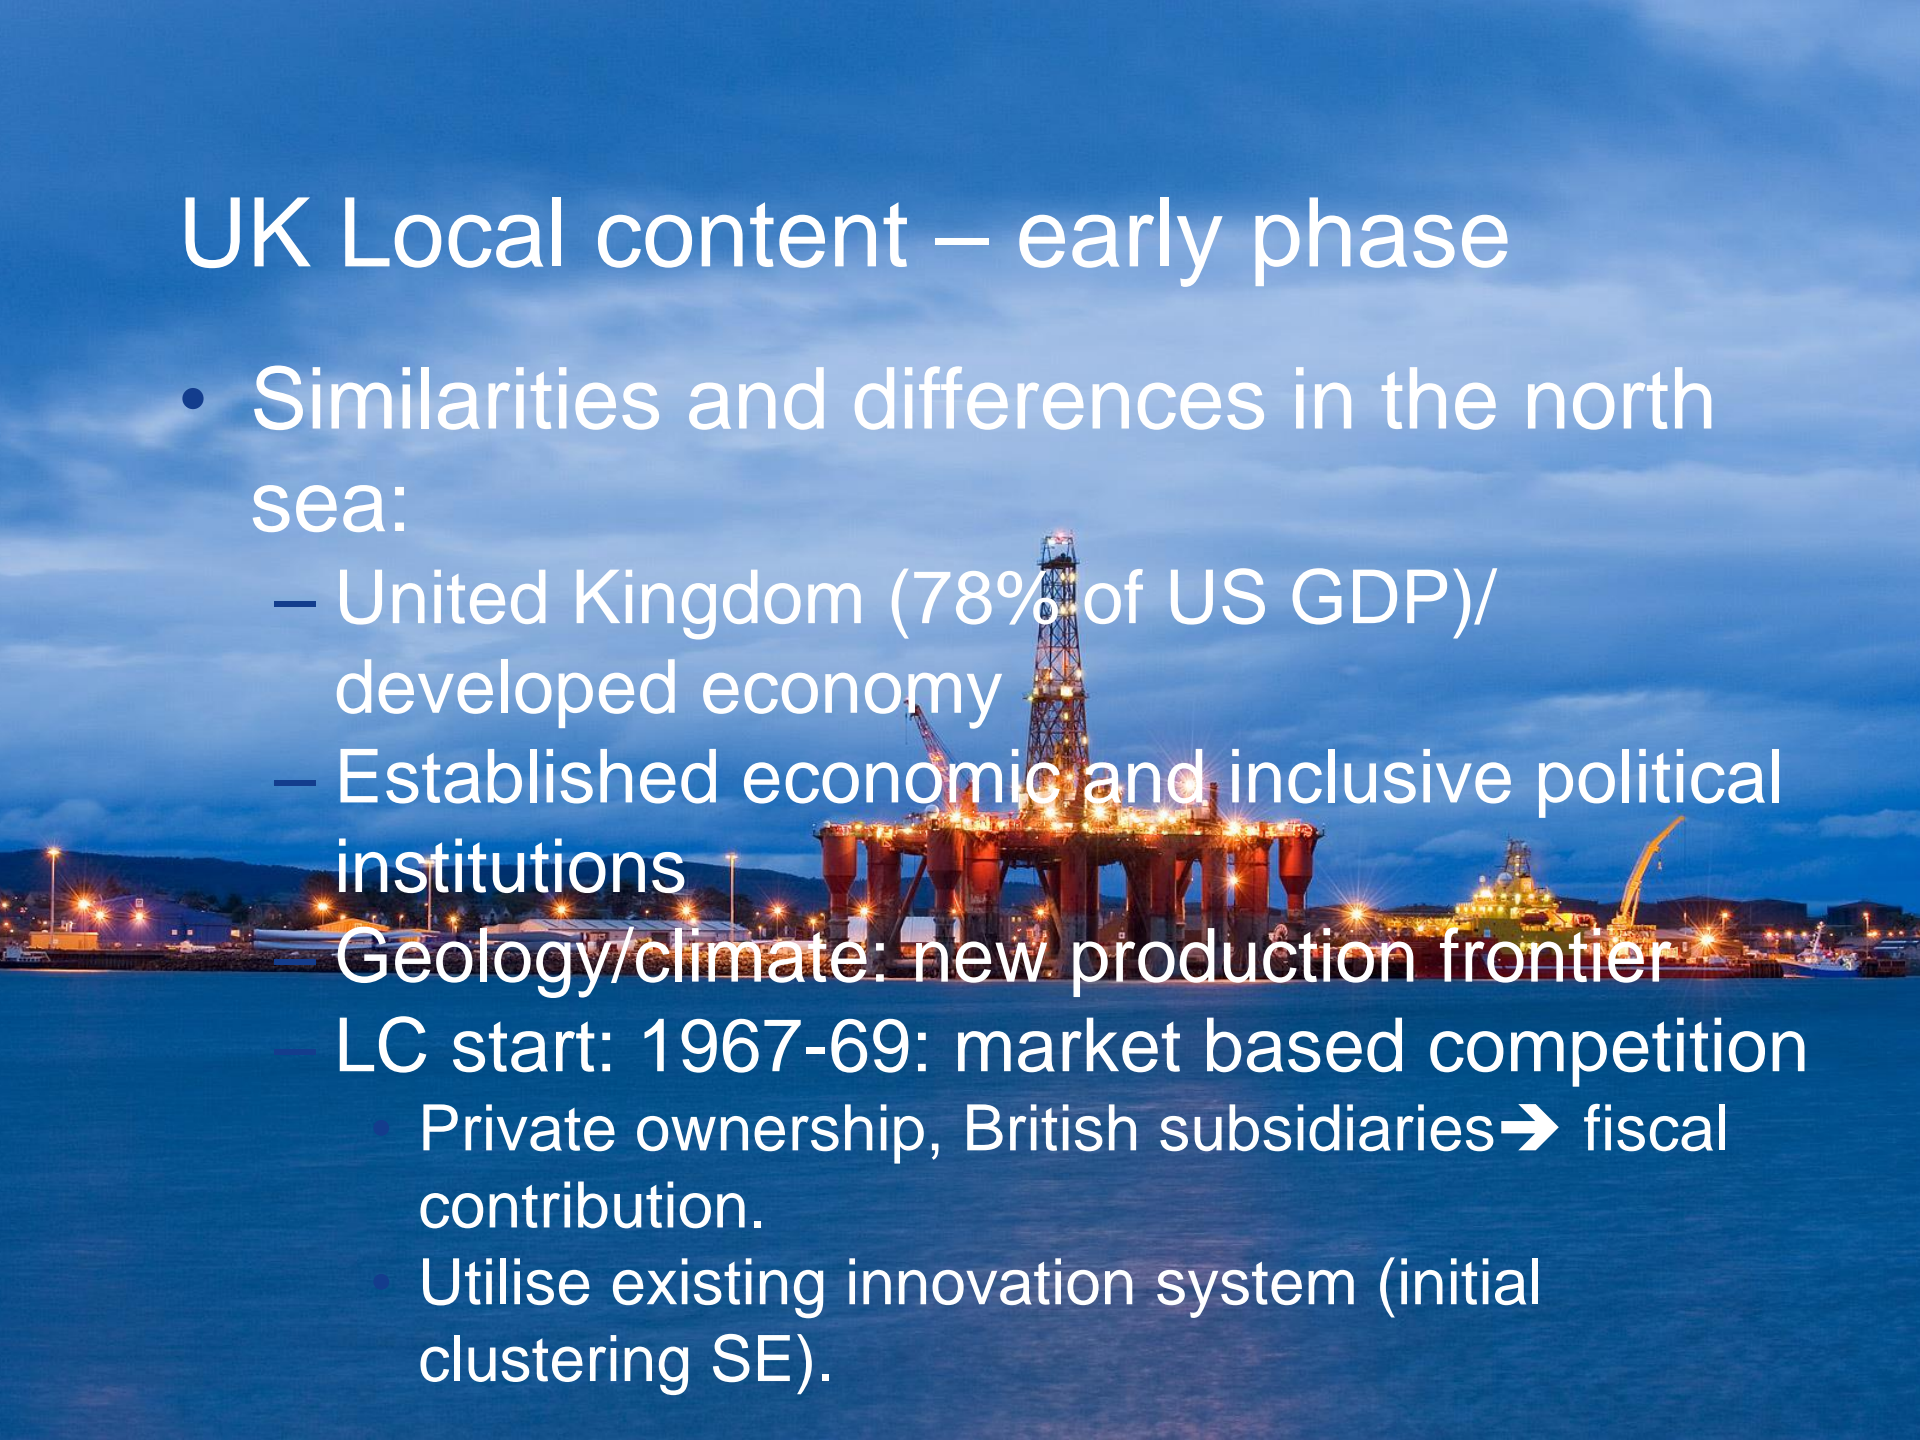 UK Local content – early phase
• Similarities and differences in the north
sea:
– United Kingdom (78% of US GDP)/
developed economy
– Established economic and inclusive political
institutions
– Geology/climate: new production frontier
– LC start: 1967-69: market based competition
• Private ownership, British subsidiaries➔ fiscal
contribution.
• Utilise existing innovation system (initial
clustering SE).